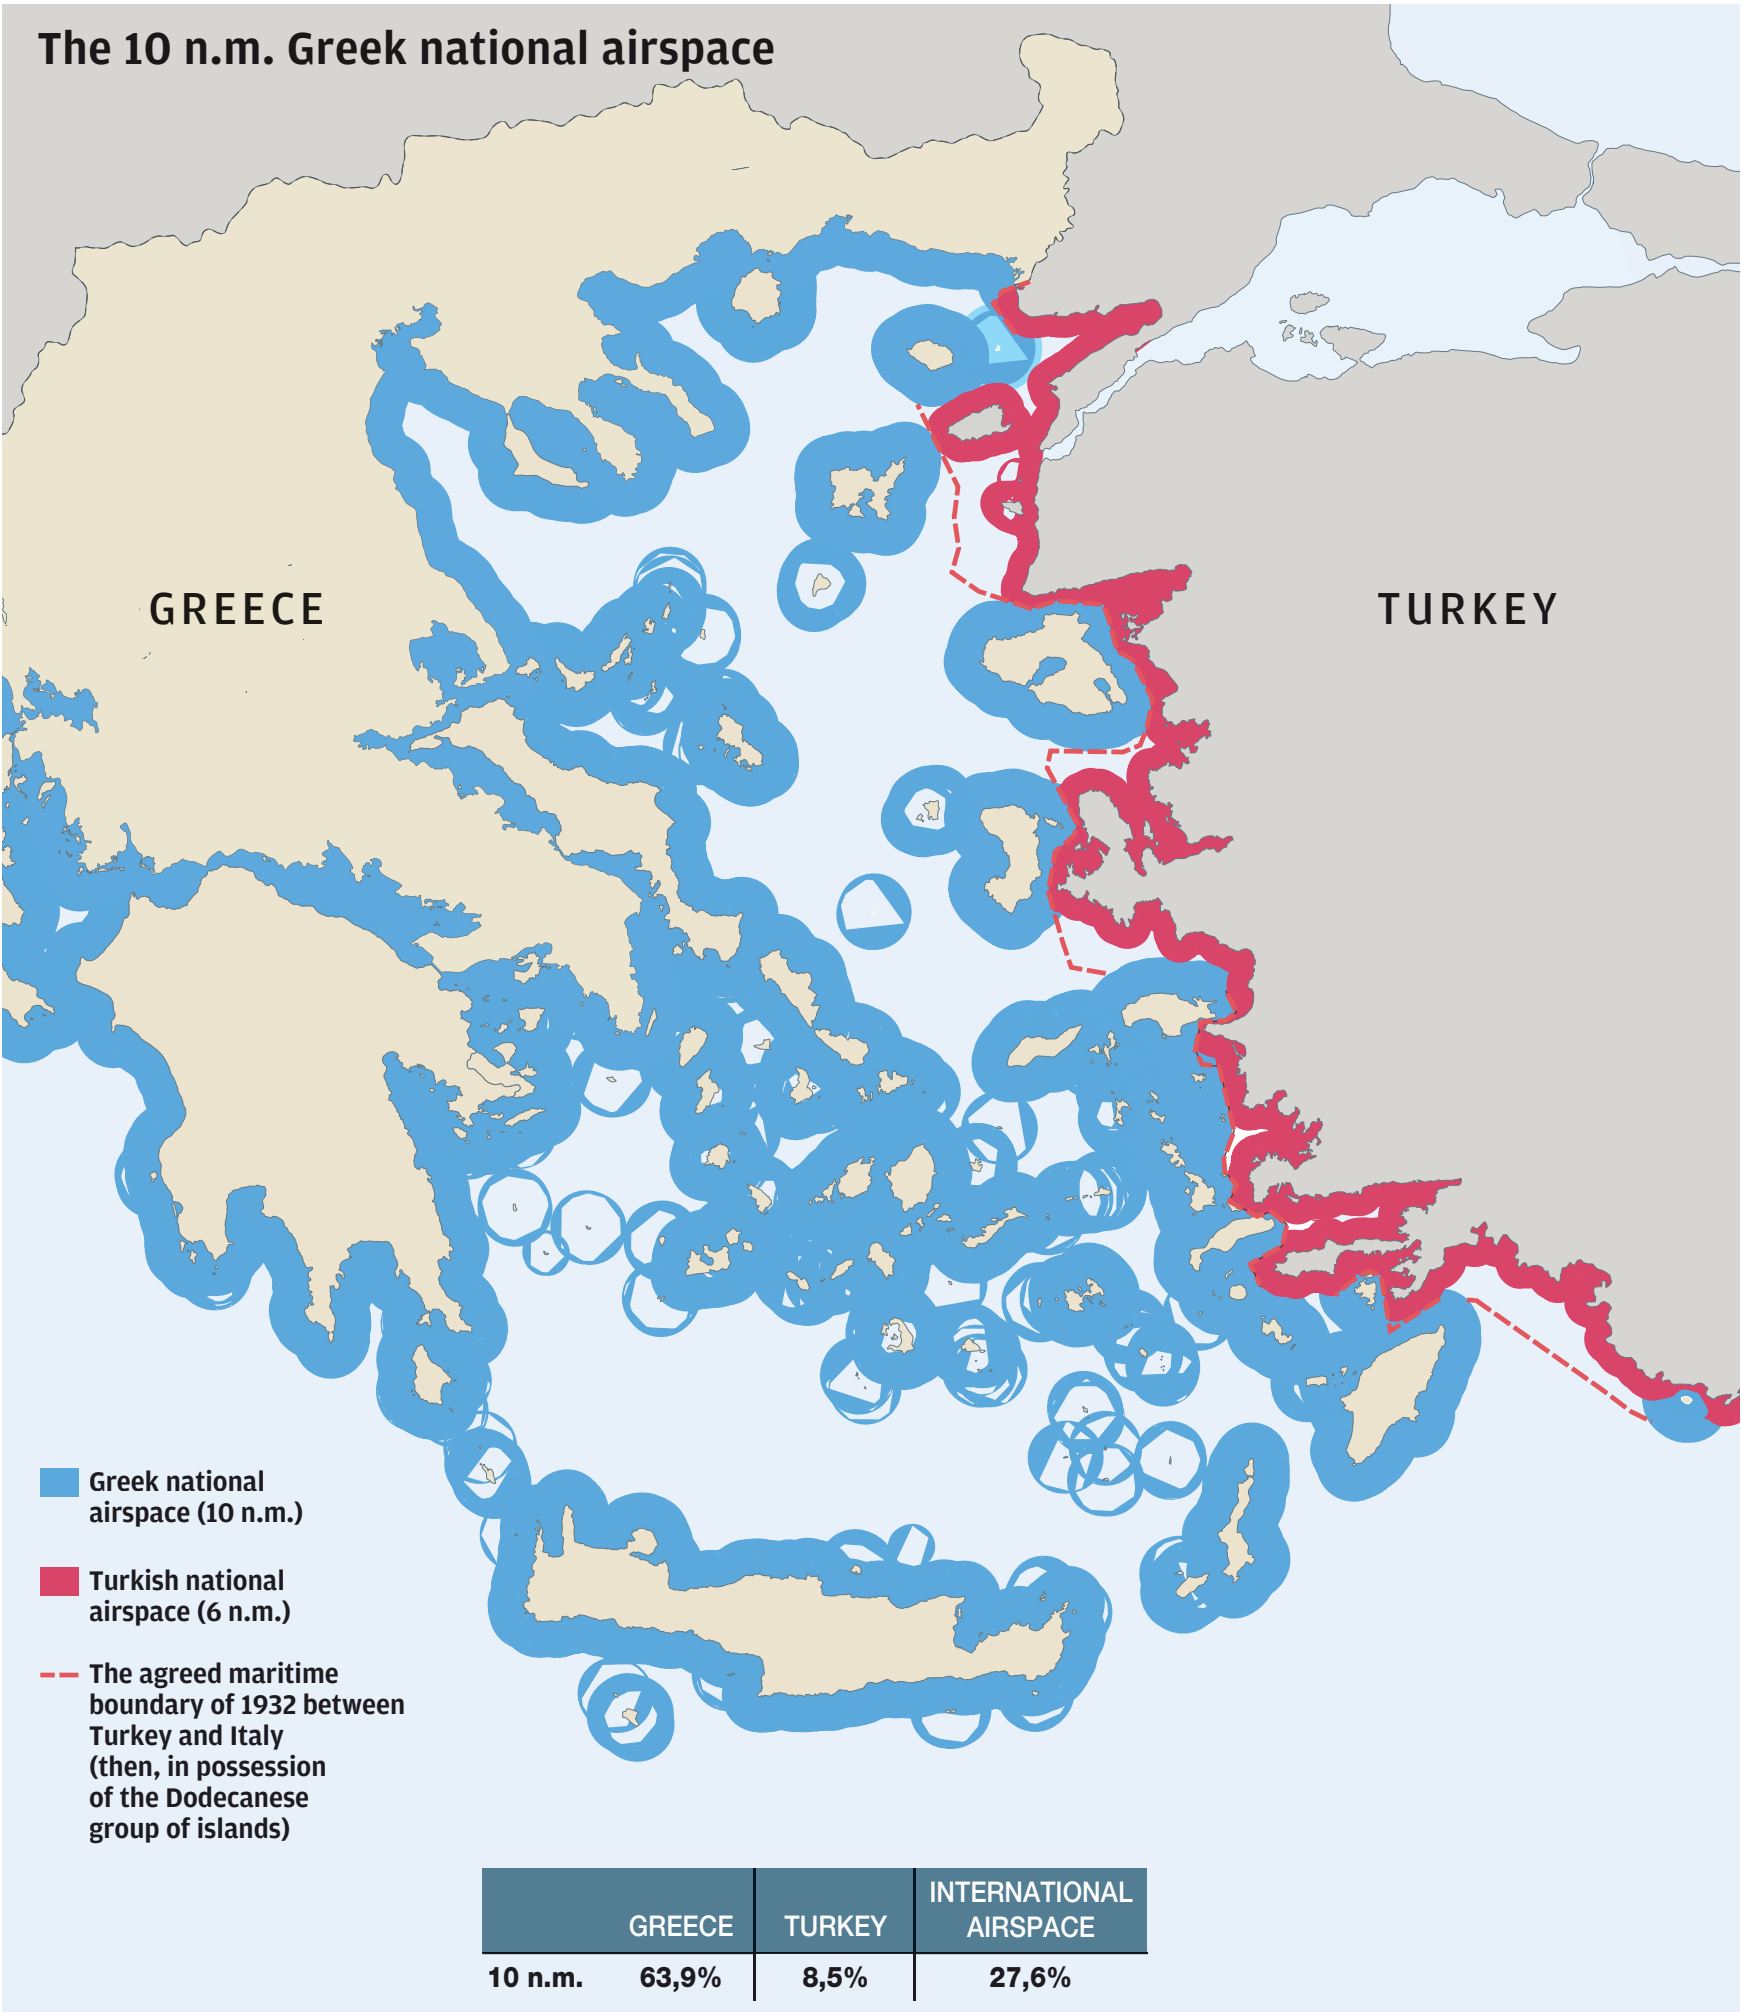 The 10 n.m. Greek national airspace
GREECE
TURKEY
Greek national
airspace (10 n.m.)
Turkish national
airspace (6 n.m.)
The agreed maritime
boundary of 1932 between
Turkey and Italy
(then, in possession
of the Dodecanese
group of islands)
GREECE TURKEY INTERNATIONAL
AIRSPACE
10 n.m. 63,9% 8,5% 27,6%